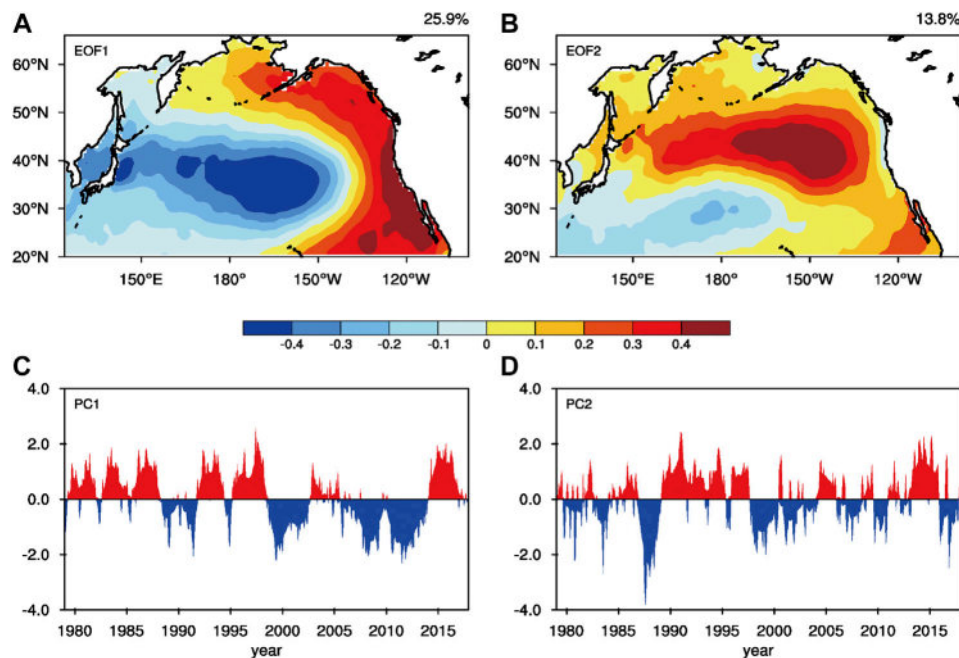 A
25.9%
EOF1
60°N
50°N
40°N
30°N
20°N
150°E
180°
150°W
120°W
B
13.8%
EOF2
60°N
50°N
40°N
30°N
20°N
150°E
180°
150°W
120°W
-0.4
-0.3
-0.2
-0.1
0
0.1
0.2
0.3
0.4
C
PC1
4.0
2.0
0.0
-2.0
-4.0
1980
1985
1990
1995
2000
2005
2010
2015
year
D
PC2
4.0
2.0
0.0
-2.0
-4.0
1980
1985
1990
1995
2000
2005
2010
2015
year